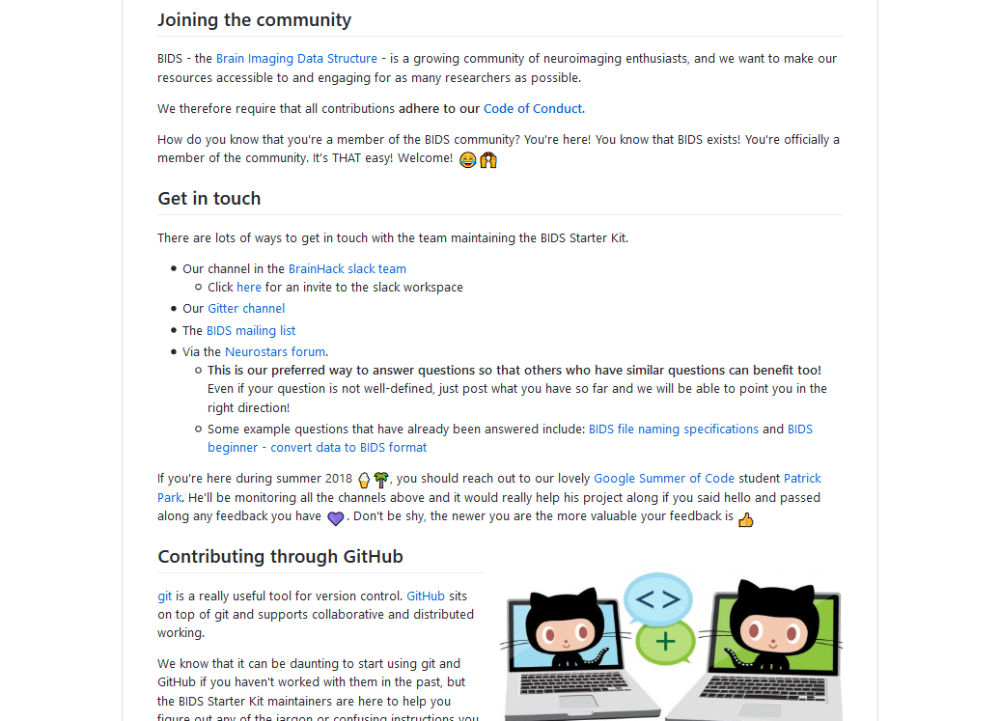 Joining the community
BIDS - the Brain Imaging Data Structure - is a growing community of neuroimaging enthusiasts, and we want to make our
resources accessible to and engaging for as many researchers as possible.
We therefore require that all contributions adhere to our Code of Conduct.
How do you know that you're a member of the BIDS community? You're here! You know that BIDS exists! You're officially a
member of the community. It's THAT easy! Welcome! 😂🙌
Get in touch
There are lots of ways to get in touch with the team maintaining the BIDS Starter Kit.
• Our channel in the BrainHack slack team
○ Click here for an invite to the slack workspace
• Our Gitter channel
• The BIDS mailing list
• Via the Neurostars forum.
○ This is our preferred way to answer questions so that others who have similar questions can benefit too!
Even if your question is not well-defined, just post what you have so far and we will be able to point you in the
right direction!
○ Some example questions that have already been answered include: BIDS file naming specifications and BIDS
beginner - convert data to BIDS format
If you're here during summer 2018 🍦🌴, you should reach out to our lovely Google Summer of Code student Patrick
Park. He'll be monitoring all the channels above and it would really help his project along if you said hello and passed
along any feedback you have 💜. Don't be shy, the newer you are the more valuable your feedback is 👍
Contributing through GitHub
git is a really useful tool for version control. GitHub sits
on top of git and supports collaborative and distributed
working.
We know that it can be daunting to start using git and
GitHub if you haven't worked with them in the past, but
the BIDS Starter Kit maintainers are here to help you
figure out any of the jargon or confusing instructions you
< >
+